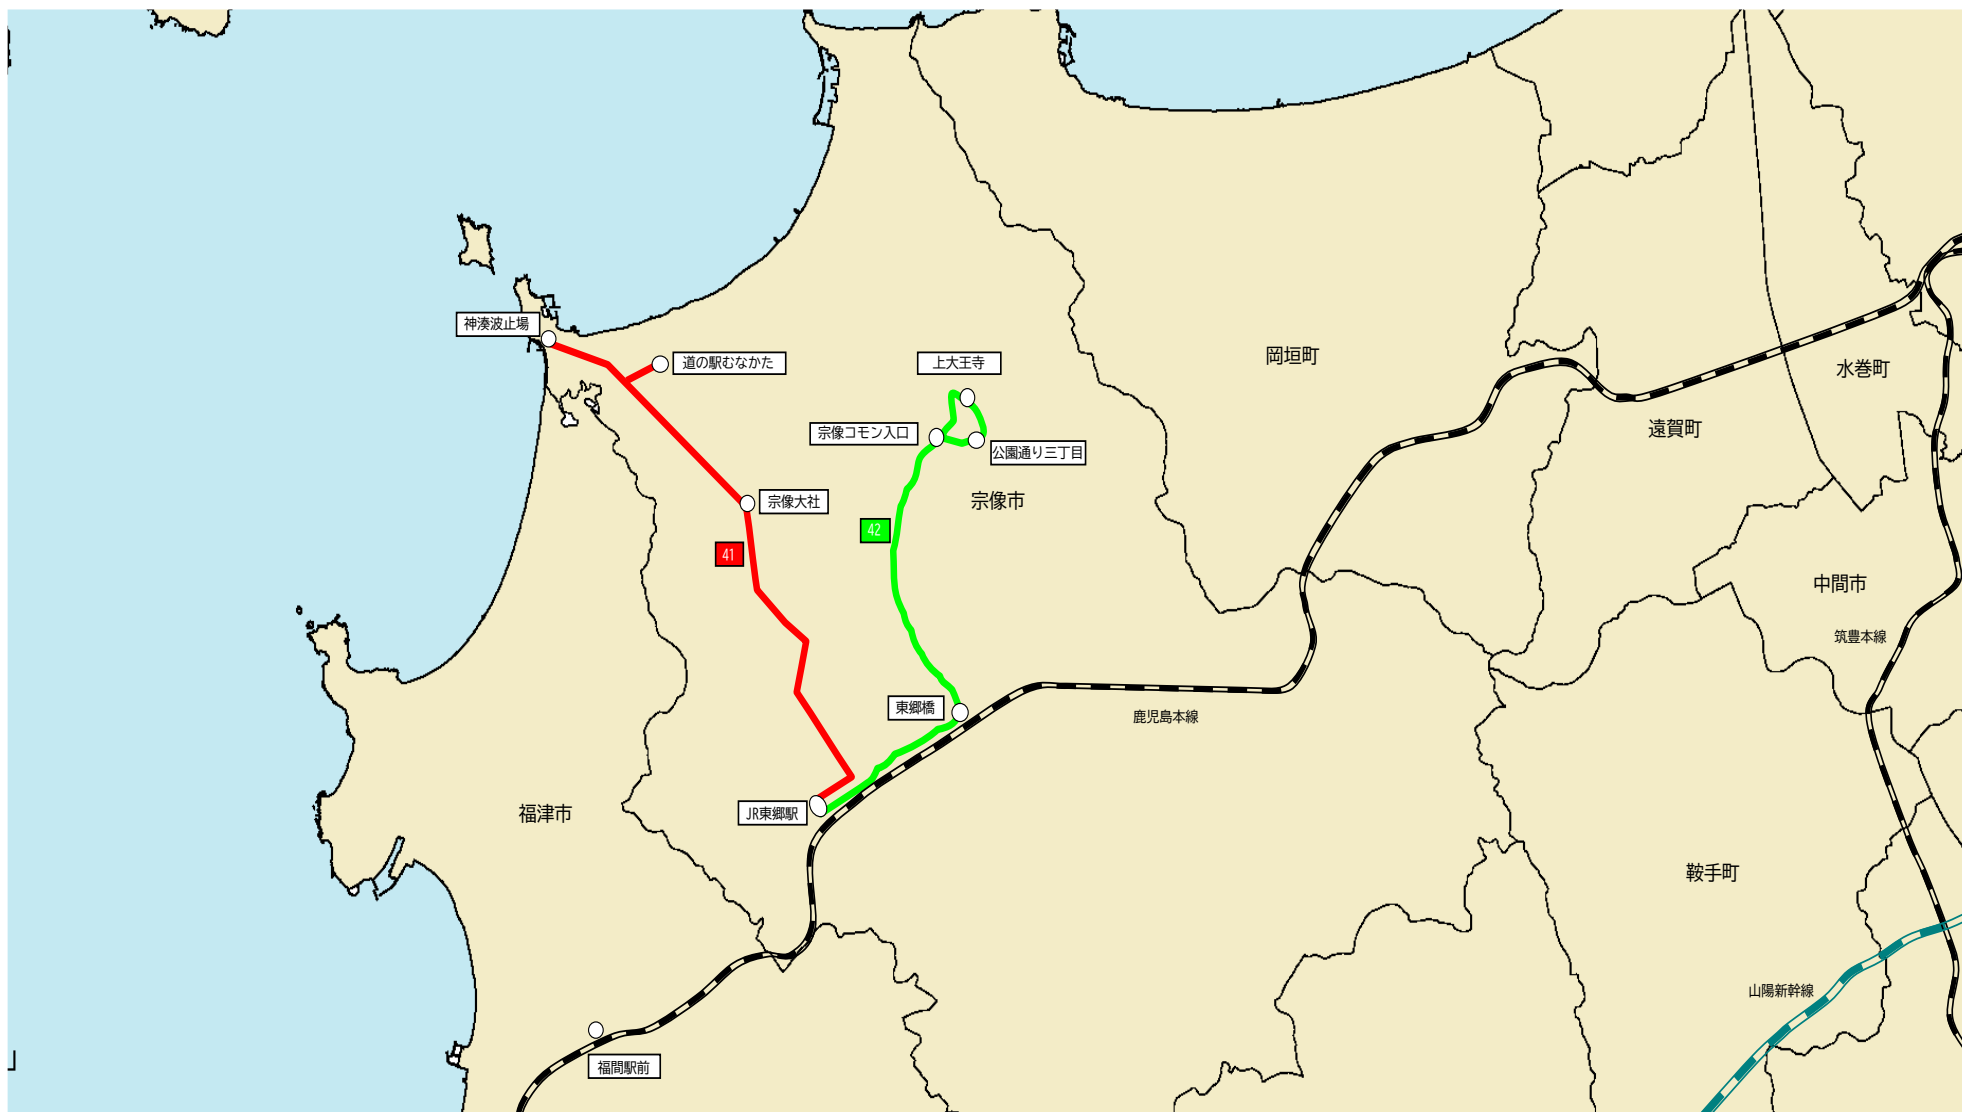 神湊波止場
道の駅むなかた
上大王寺
岡垣町
水巻町
宗像コモン入口
遠賀町
公園通り三丁目
宗像大社
宗像市
42
41
中間市
筑豊本線
東郷橋
鹿児島本線
JR東郷駅
福津市
鞍手町
山陽新幹線
福間駅前